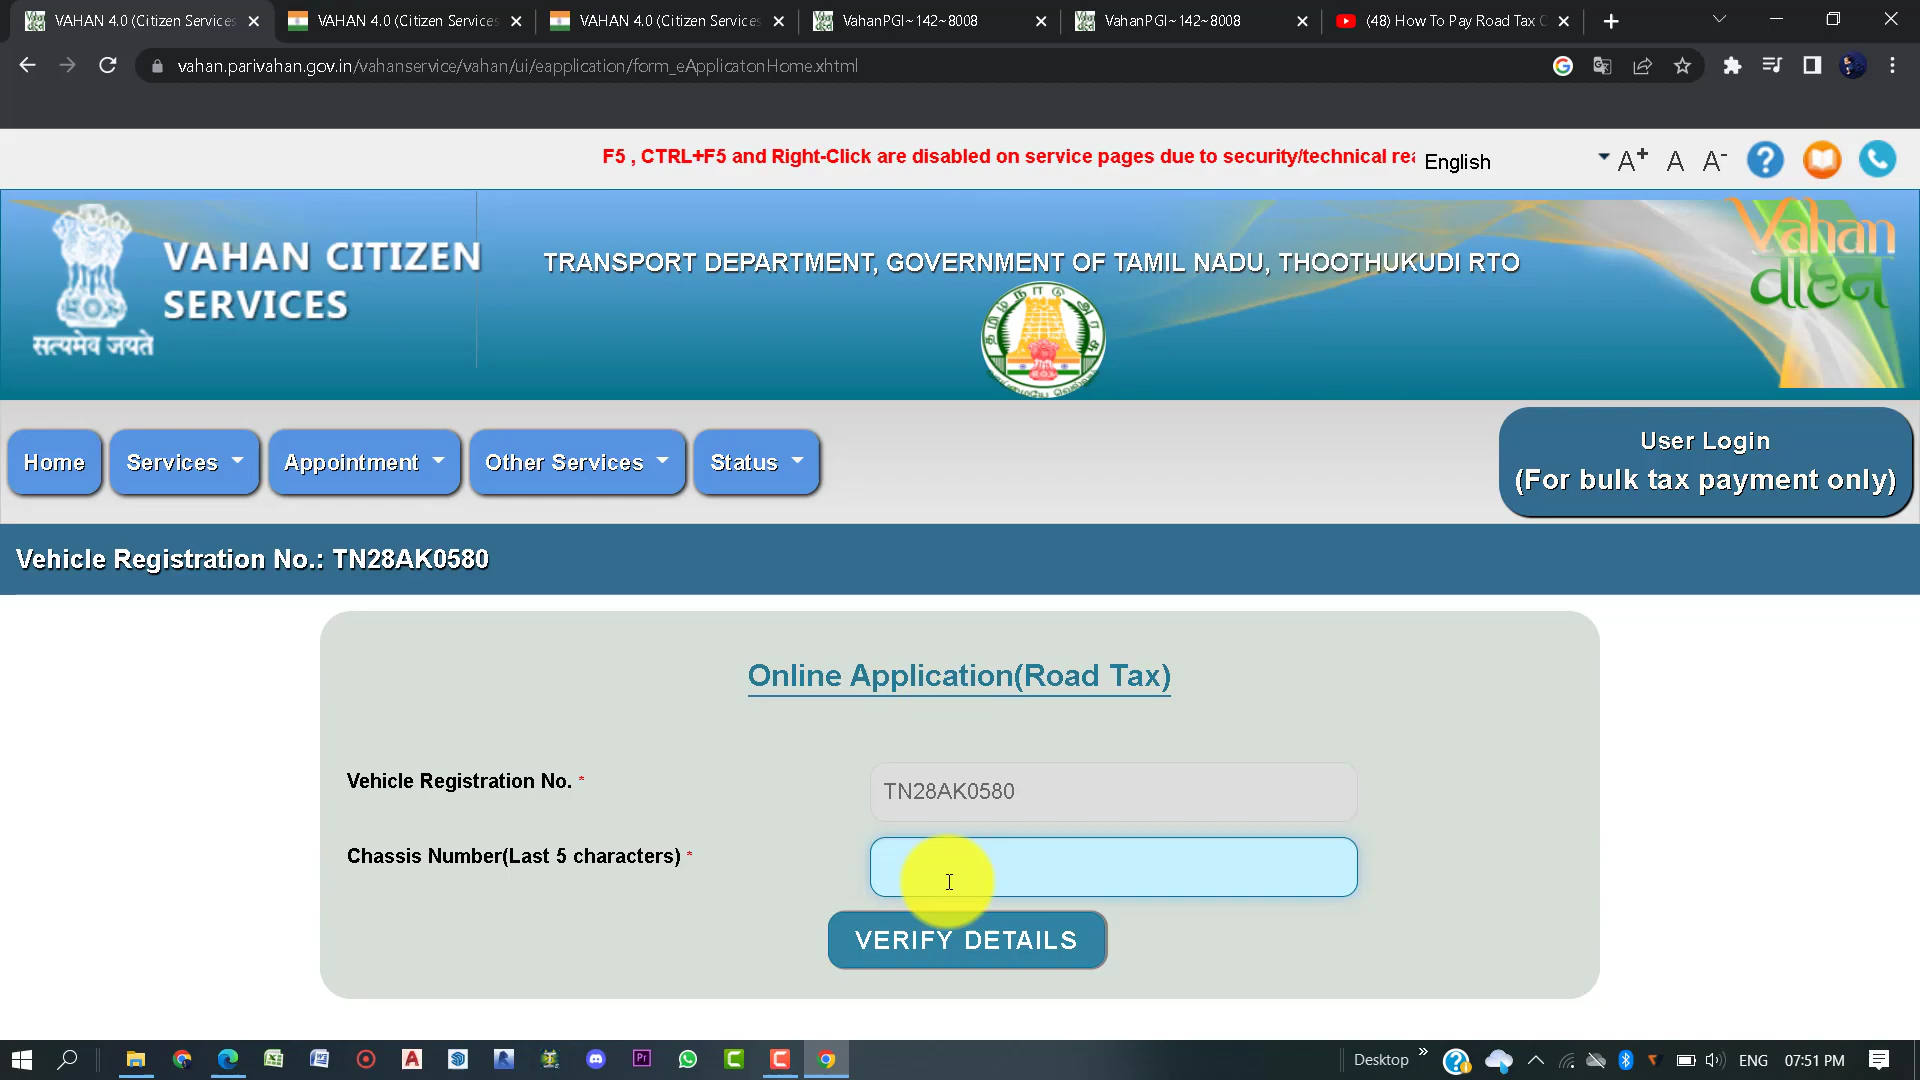 VAHAN 4.0 (Citizen Services
VAHAN 4.0 (Citizen Services
VAHAN 4.0 (Citizen Services
VahanPGI~142~8008
VahanPGI~142~8008
(48) How To Pay Road Tax
vahan.parivahan.gov.in/vahanservice/vahan/ui/eapplication/form_eApplicatonHome.xhtml
F5 , CTRL+F5 and Right-Click are disabled on service pages due to security/technical rea
English
A+ A A-
VAHAN CITIZEN
SERVICES
सत्यमेव जयते
TRANSPORT DEPARTMENT, GOVERNMENT OF TAMIL NADU, THOOTHUKUDI RTO
Vahan
वाहन
Home
Services
Appointment
Other Services
Status
User Login
(For bulk tax payment only)
Vehicle Registration No.: TN28AK0580
Online Application(Road Tax)
Vehicle Registration No. *
TN28AK0580
Chassis Number(Last 5 characters) *
VERIFY DETAILS
Desktop
ENG
07:51 PM